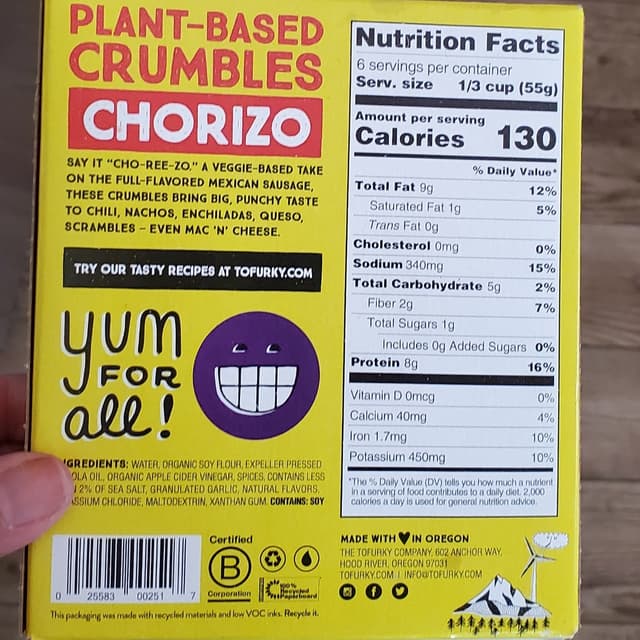 PLANT-BASED
CRUMBLES
CHORIZO
SAY IT "CHO-REE-ZO." A VEGGIE-BASED TAKE
ON THE FULL-FLAVORED MEXICAN SAUSAGE,
THESE CRUMBLES BRING BIG, PUNCHY TASTE
TO CHILI, NACHOS, ENCHILADAS, QUESO,
SCRAMBLES – EVEN MAC 'N' CHEESE.
TRY OUR TASTY RECIPES AT TOFURKY.COM
yum
FOR
all!
GREDIENTS: WATER, ORGANIC SOY FLOUR, EXPELLER PRESSED
OLA OIL, ORGANIC APPLE CIDER VINEGAR, SPICES, CONTAINS LESS
2% OF SEA SALT, GRANULATED GARLIC, NATURAL FLAVORS,
ASSIUM CHLORIDE, MALTODEXTRIN, XANTHAN GUM. CONTAINS: SOY
0 25583 00251 7
Certified
B
Corporation
100%
Recycled
Paperboard
This packaging was made with recycled materials and low VOC inks. Recycle it.
Nutrition Facts
6 servings per container
Serv. size 1/3 cup (55g)
Amount per serving
Calories 130
% Daily Value*
Total Fat 9g 12%
Saturated Fat 1g 5%
Trans Fat 0g
Cholesterol 0mg 0%
Sodium 340mg 15%
Total Carbohydrate 5g 2%
Fiber 2g 7%
Total Sugars 1g
Includes 0g Added Sugars 0%
Protein 8g 16%
Vitamin D 0mcg 0%
Calcium 40mg 4%
Iron 1.7mg 10%
Potassium 450mg 10%
*The % Daily Value (DV) tells you how much a nutrient
in a serving of food contributes to a daily diet. 2,000
calories a day is used for general nutrition advice.
MADE WITH ♥ IN OREGON
THE TOFURKY COMPANY, 602 ANCHOR WAY,
HOOD RIVER, OREGON 97031
TOFURKY.COM | INFO@TOFURKY.COM